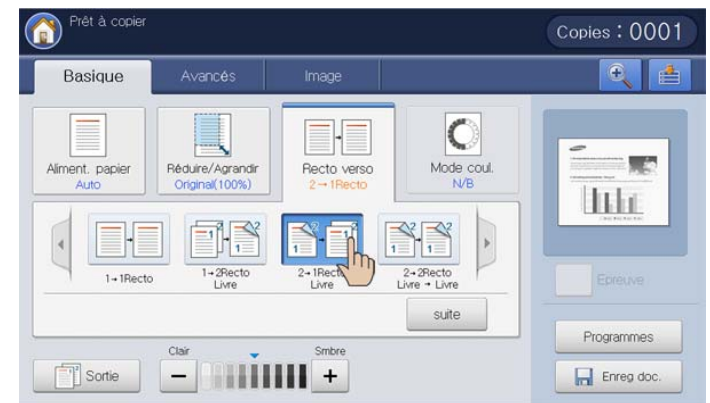 Prêt à copier
Copies : 0001
Basique
Avancés
Image
Aliment. papier
Auto
Réduire/Agrandir
Original(100%)
Recto verso
2→1Recto
Mode coul.
N/B
1→1Recto
1→2Recto
Livre
2→1Recto
Livre
2→2Recto
Livre → Livre
suite
Epreuve
Programmes
Enreg doc.
Sortie
Clair
Smbre